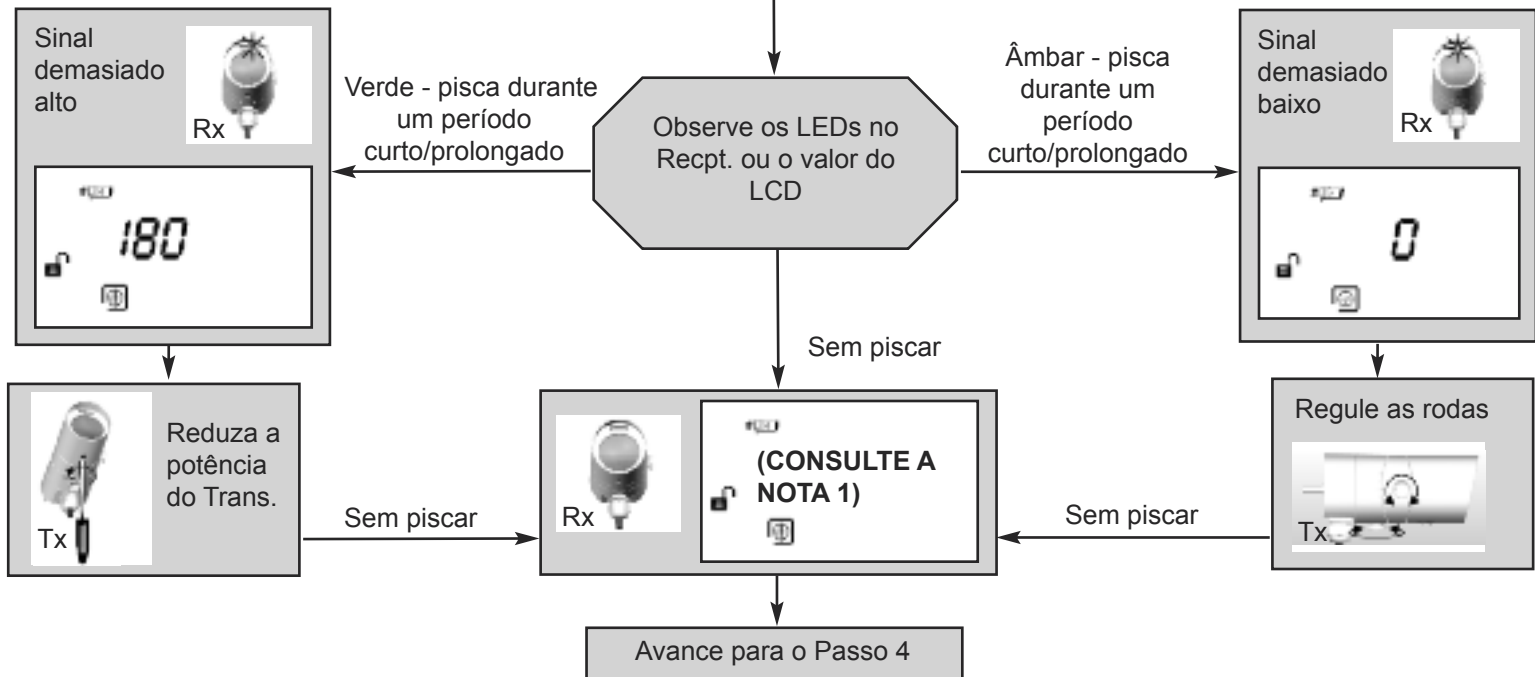 Sinal
demasiado
alto
Rx
180
Verde - pisca durante
um período
curto/prolongado
Observe os LEDs no
Recpt. ou o valor do
LCD
Âmbar - pisca
durante um
período
curto/prolongado
Sinal
demasiado
baixo
Rx
0
Sem piscar
Reduza a
potência
do Trans.
Tx
Sem piscar
Rx
(CONSULTE A
NOTA 1)
Sem piscar
Regule as rodas
Tx
Avance para o Passo 4